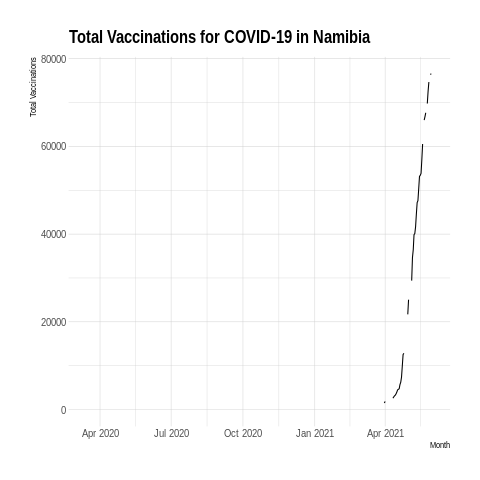 Total Vaccinations for COVID-19 in Namibia
Total Vaccinations
80000
60000
40000
20000
0
Apr 2020 Jul 2020 Oct 2020 Jan 2021 Apr 2021
Month